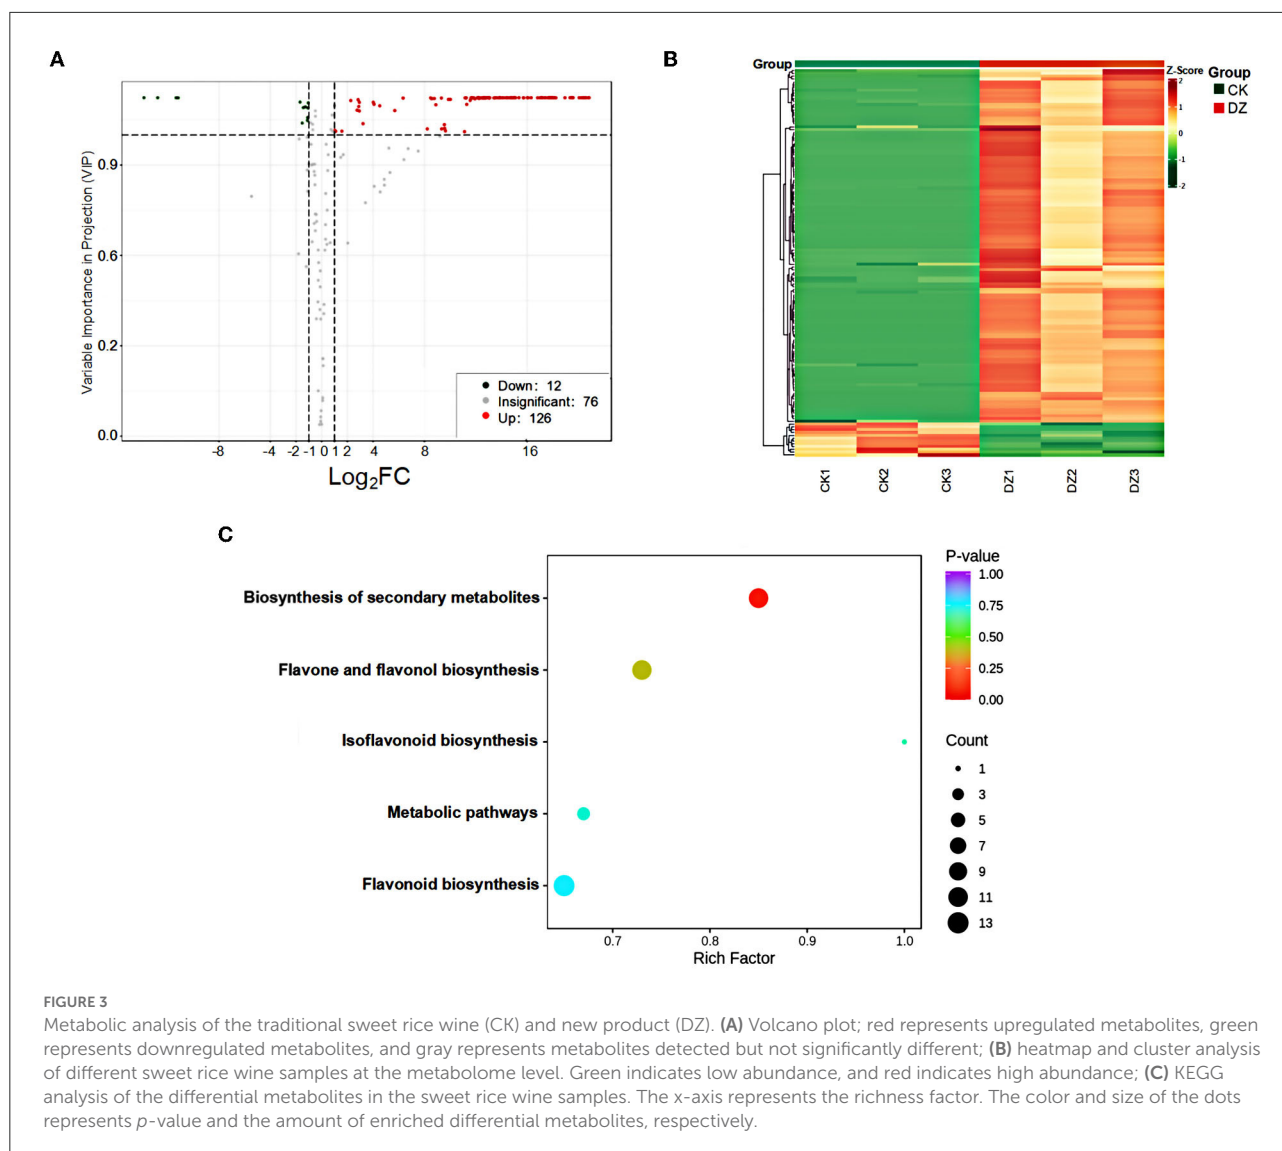 A
Variable Importance in Projection (VIP)
0.9
0.6
0.2
0.0
-8 -4 -2 -1 0 1 2 4 8 16
Log2FC
Down: 12
Insignificant: 76
Up: 126
B
Group
Z-Score
2
1
0
-1
-2
Group
CK
DZ
CK1 CK2 CK3 DZ1 DZ2 DZ3
C
Biosynthesis of secondary metabolites
Flavone and flavonol biosynthesis
Isoflavonoid biosynthesis
Metabolic pathways
Flavonoid biosynthesis
0.7 0.8 0.9 1.0
Rich Factor
P-value
1.00
0.75
0.50
0.25
0.00
Count
1
3
5
7
9
11
13
FIGURE 3
Metabolic analysis of the traditional sweet rice wine (CK) and new product (DZ). (A) Volcano plot; red represents upregulated metabolites, green
represents downregulated metabolites, and gray represents metabolites detected but not significantly different; (B) heatmap and cluster analysis
of different sweet rice wine samples at the metabolome level. Green indicates low abundance, and red indicates high abundance; (C) KEGG
analysis of the differential metabolites in the sweet rice wine samples. The x-axis represents the richness factor. The color and size of the dots
represents p-value and the amount of enriched differential metabolites, respectively.